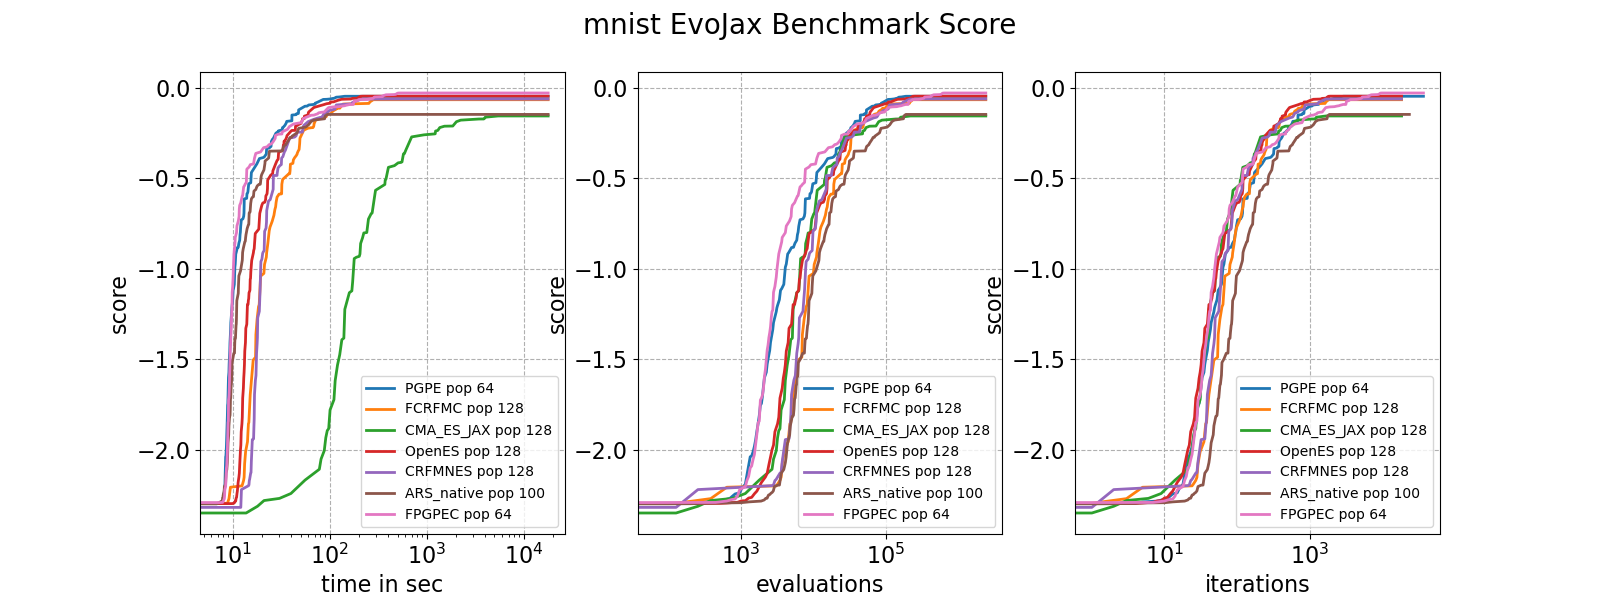 mnist EvoJax Benchmark Score
score
0.0
−0.5
−1.0
−1.5
−2.0
PGPE pop 64
FCRFMC pop 128
CMA_ES_JAX pop 128
OpenES pop 128
CRFMNES pop 128
ARS_native pop 100
FPGPEC pop 64
10¹ 10² 10³ 10⁴
time in sec
score
0.0
−0.5
−1.0
−1.5
−2.0
PGPE pop 64
FCRFMC pop 128
CMA_ES_JAX pop 128
OpenES pop 128
CRFMNES pop 128
ARS_native pop 100
FPGPEC pop 64
10³ 10⁵
evaluations
score
0.0
−0.5
−1.0
−1.5
−2.0
PGPE pop 64
FCRFMC pop 128
CMA_ES_JAX pop 128
OpenES pop 128
CRFMNES pop 128
ARS_native pop 100
FPGPEC pop 64
10¹ 10³
iterations